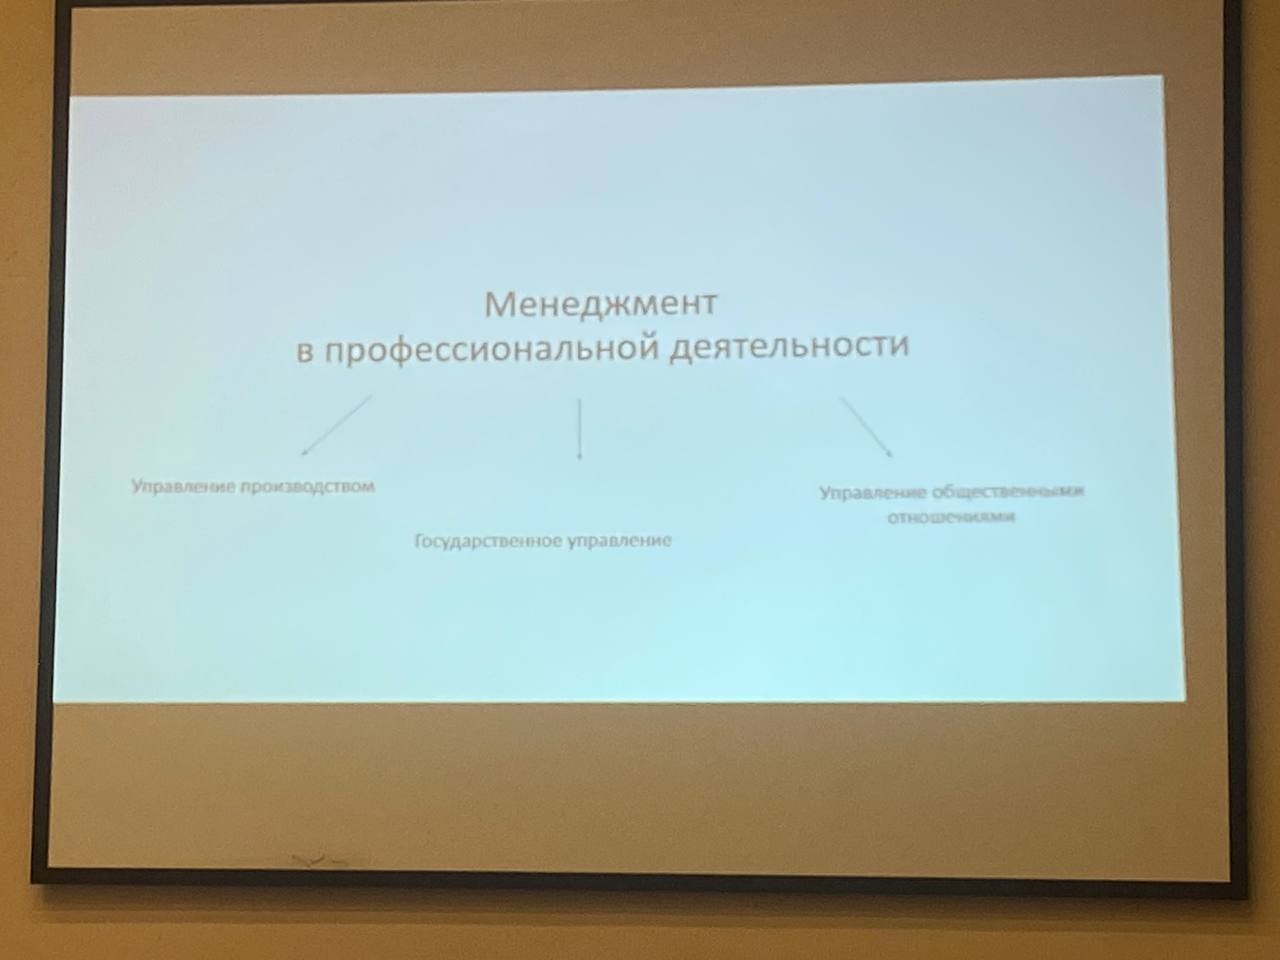 Менеджмент
в профессиональной деятельности
Управление производством
Государственное управление
Управление общественными
отношениями